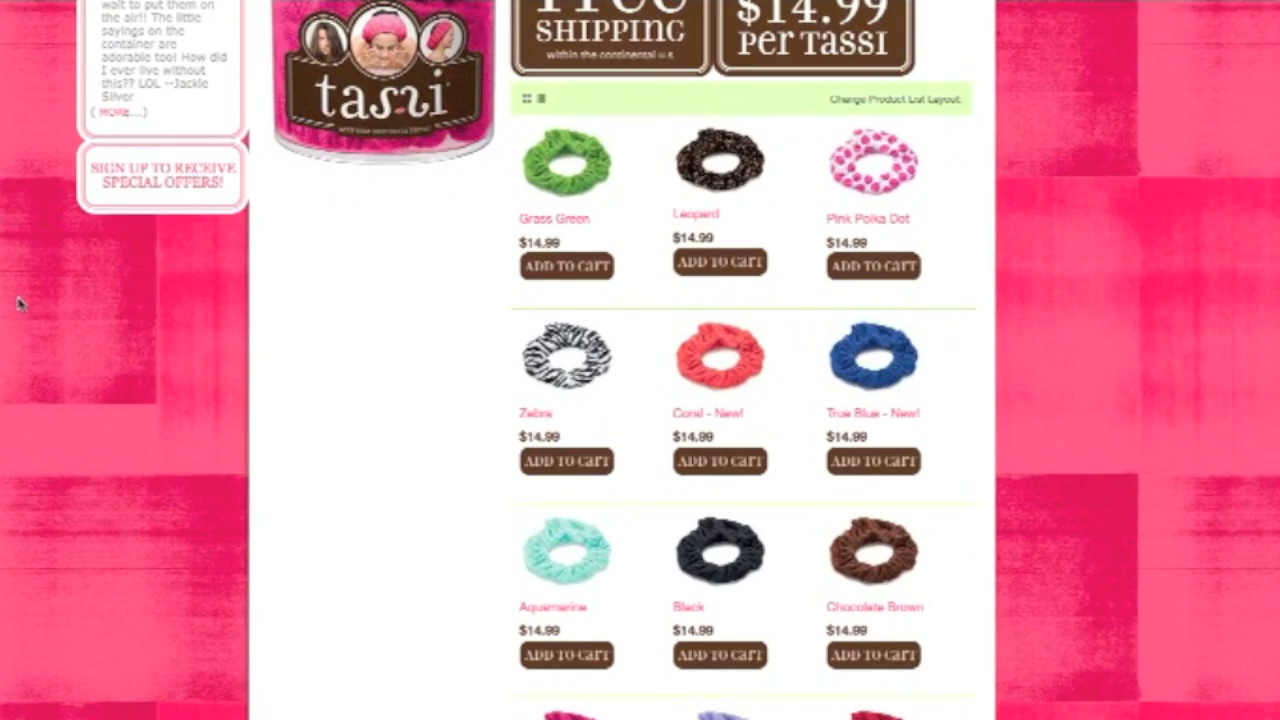 wait to put them on
the air!! The little
sayings on the
container are
adorable too! How did
I ever live without
this?? LOL --Jackie
Silver
( MORE...)
SIGN UP TO RECEIVE
SPECIAL OFFERS!
tassi
FREE
SHIPPING
within the continental u.s.
$14.99
Per Tassi
Change Product List Layout:
Grass Green
$14.99
ADD TO CART
Leopard
$14.99
ADD TO CART
Pink Polka Dot
$14.99
ADD TO CART
Zebra
$14.99
ADD TO CART
Coral - New!
$14.99
ADD TO CART
True Blue - New!
$14.99
ADD TO CART
Aquamarine
$14.99
ADD TO CART
Black
$14.99
ADD TO CART
Chocolate Brown
$14.99
ADD TO CART